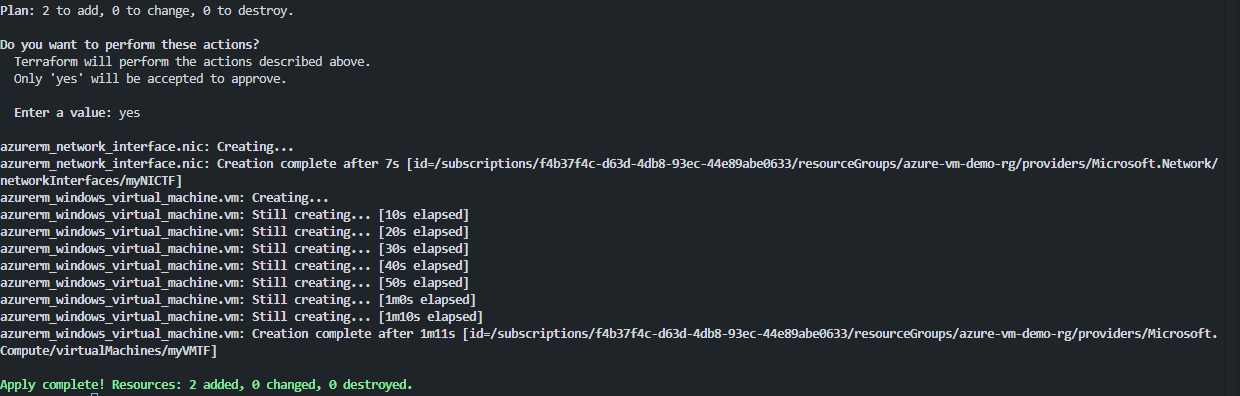 Plan: 2 to add, 0 to change, 0 to destroy.
Do you want to perform these actions?
Terraform will perform the actions described above.
Only 'yes' will be accepted to approve.
Enter a value: yes
azurerm_network_interface.nic: Creating...
azurerm_network_interface.nic: Creation complete after 7s [id=/subscriptions/f4b37f4c-d63d-4db8-93ec-44e89abe0633/resourceGroups/azure-vm-demo-rg/providers/Microsoft.Network/
networkInterfaces/myNICTF]
azurerm_windows_virtual_machine.vm: Creating...
azurerm_windows_virtual_machine.vm: Still creating... [10s elapsed]
azurerm_windows_virtual_machine.vm: Still creating... [20s elapsed]
azurerm_windows_virtual_machine.vm: Still creating... [30s elapsed]
azurerm_windows_virtual_machine.vm: Still creating... [40s elapsed]
azurerm_windows_virtual_machine.vm: Still creating... [50s elapsed]
azurerm_windows_virtual_machine.vm: Still creating... [1m0s elapsed]
azurerm_windows_virtual_machine.vm: Still creating... [1m10s elapsed]
azurerm_windows_virtual_machine.vm: Creation complete after 1m11s [id=/subscriptions/f4b37f4c-d63d-4db8-93ec-44e89abe0633/resourceGroups/azure-vm-demo-rg/providers/Microsoft.
Compute/virtualMachines/myVMTF]
Apply complete! Resources: 2 added, 0 changed, 0 destroyed.